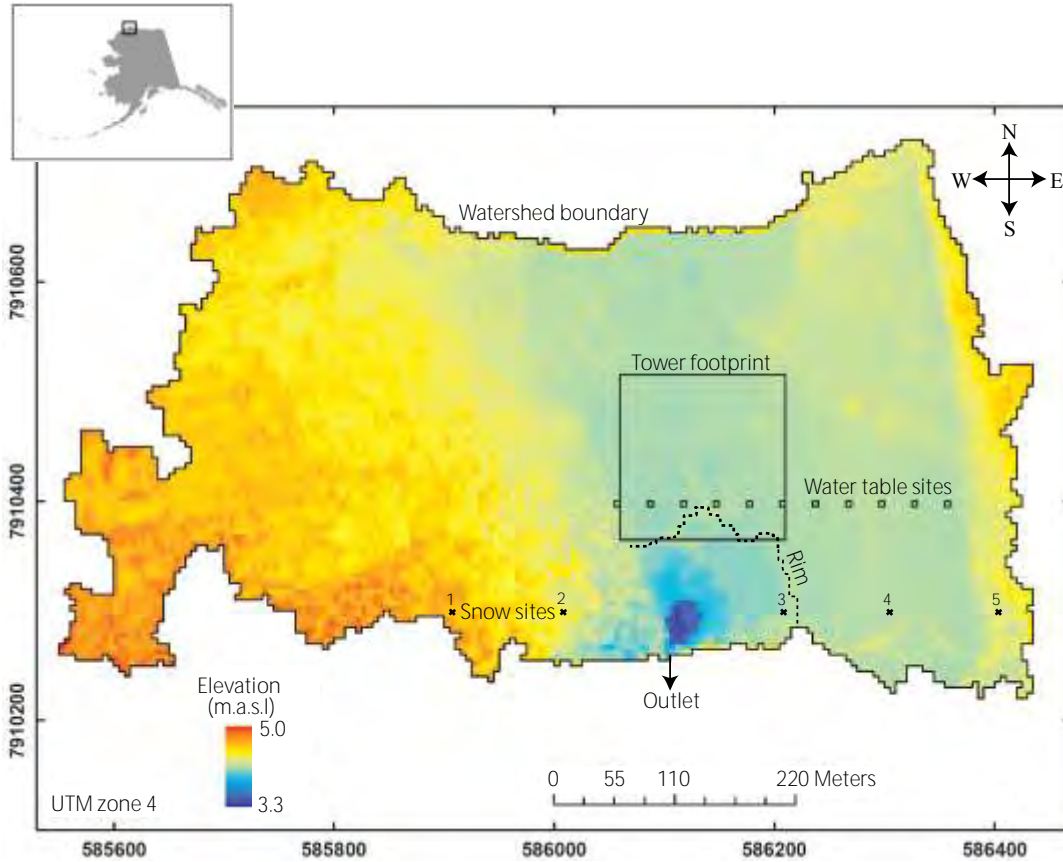 N
W E
S
Watershed boundary
7910600
Tower footprint
Water table sites
7910400
Rim
1 2 3 4 5
Snow sites
Elevation
(m.a.s.l)
5.0
3.3
Outlet
7910200
0 55 110 220 Meters
UTM zone 4
585600 585800 586000 586200 586400